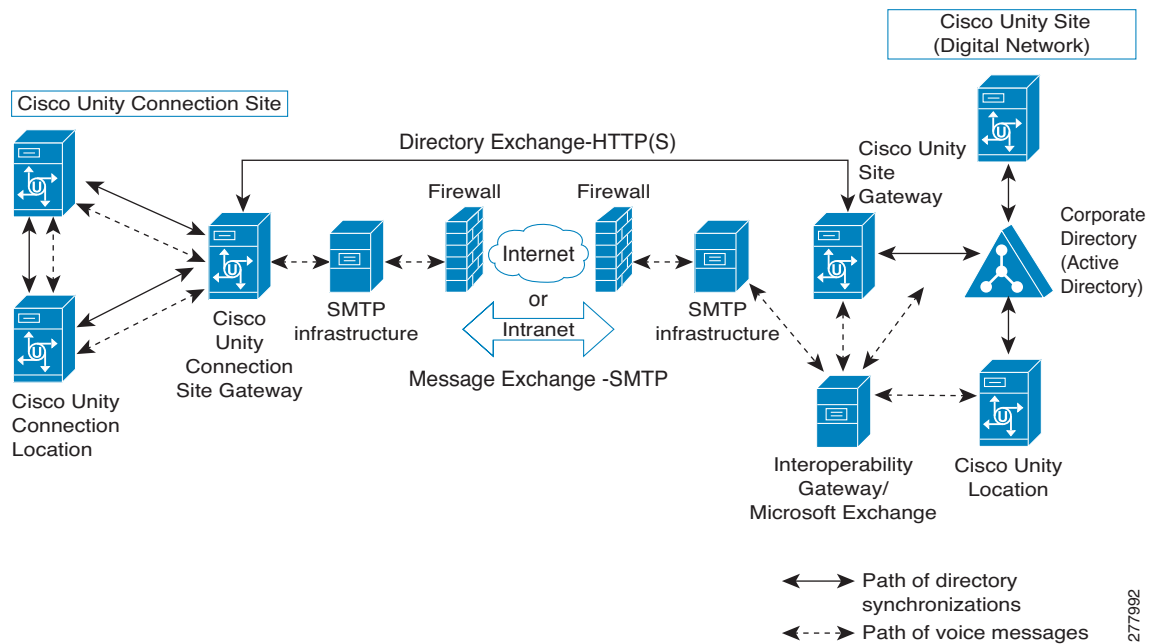 Cisco Unity Site
(Digital Network)
Cisco Unity Connection Site
Directory Exchange-HTTP(S)
Cisco Unity
Site
Gateway
Firewall
Firewall
Corporate
Directory
(Active
Directory)
U
U
U
U
U
U
Internet
or
Intranet
SMTP
infrastructure
SMTP
infrastructure
Cisco
Unity
Connection
Site Gateway
Message Exchange -SMTP
Cisco Unity
Connection
Location
Interoperability
Gateway/
Microsoft Exchange
Cisco Unity
Location
Path of directory
synchronizations
Path of voice messages
277992